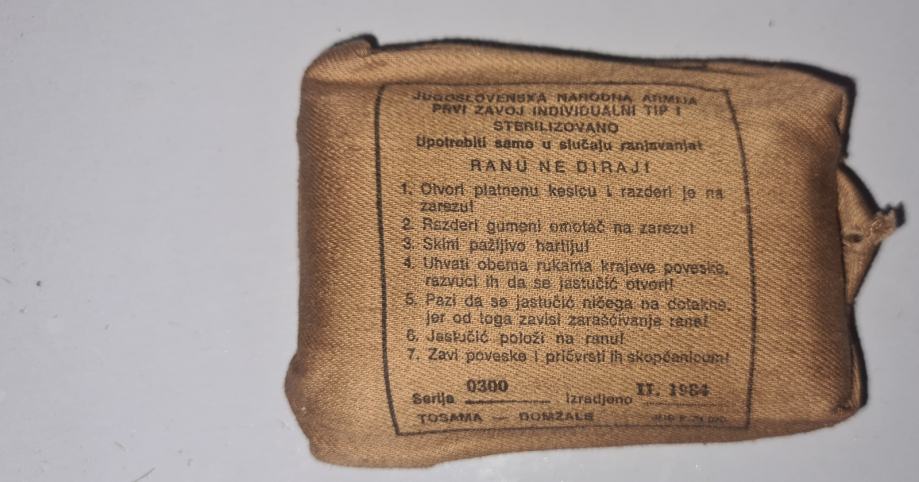 JUGOSLOVENSKA NARODNA ARMIJA
PRVI ZAVOJ INDIVIDUALNI TIP I
STERILIZOVANO
Upotrebiti samo u slučaju ranjavanja!
RANU NE DIRAJ!
1. Otvori platnenu kesicu i razderi je na
zarezu!
2. Razderi gumeni omotač na zarezu!
3. Skini pažljivo hartiju!
4. Uhvati obema rukama krajeve poveske,
razvuci ih da se jastučić otvori!
5. Pazi da se jastučić ničega ne dotakne,
jer od toga zavisi zarašćivanje rane!
6. Jastučić položi na ranu!
7. Zavi poveske i pričvrsti ih skopčanicom!
Serija 0300 Izradjeno II. 1984
TOSAMA — DOMŽALE